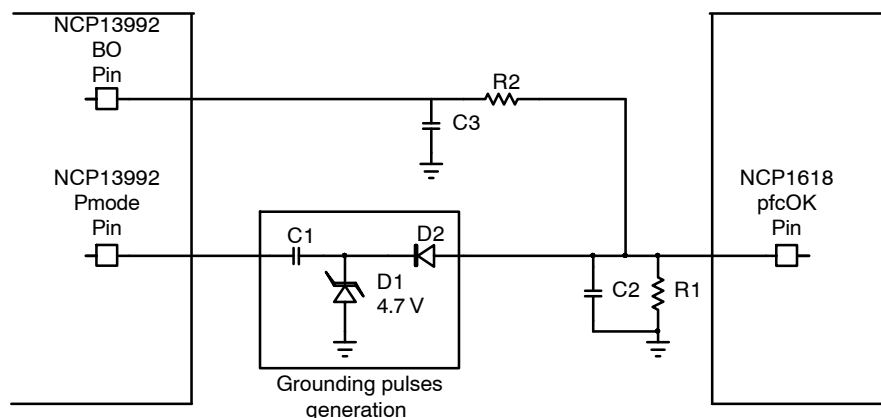 NCP13992
BO
Pin
R2
C3
NCP13992
Pmode
Pin
NCP1618
pfcOK
Pin
C1
D2
D1
4.7 V
C2
R1
Grounding pulses
generation